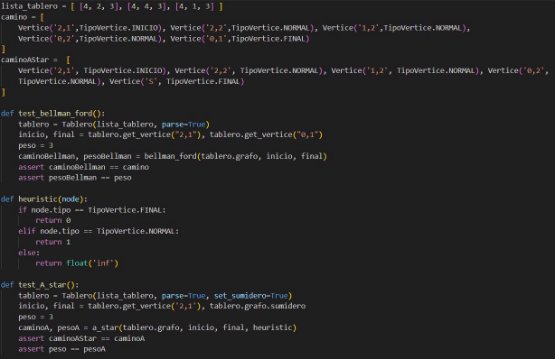 lista_tablero = [ [4, 2, 3], [4, 4, 3], [4, 1, 3] ]
camino = [
    Vertice('2,1',TipoVertice.INICIO), Vertice('2,2',TipoVertice.NORMAL), Vertice('1,2',TipoVertice.NORMAL),
    Vertice('0,2',TipoVertice.NORMAL), Vertice('0,1',TipoVertice.FINAL)
]
caminoAStar =  [
    Vertice('2,1', TipoVertice.INICIO), Vertice('2,2', TipoVertice.NORMAL), Vertice('1,2', TipoVertice.NORMAL), Vertice('0,2',
    TipoVertice.NORMAL), Vertice('S', TipoVertice.FINAL)
]
def test_bellman_ford():
    tablero = Tablero(lista_tablero, parse=True)
    inicio, final = tablero.get_vertice("2,1"), tablero.get_vertice("0,1")
    peso = 3
    caminoBellman, pesoBellman = bellman_ford(tablero.grafo, inicio, final)
    assert caminoBellman == camino
    assert pesoBellman == peso
def heuristic(node):
    if node.tipo == TipoVertice.FINAL:
        return 0
    elif node.tipo == TipoVertice.NORMAL:
        return 1
    else:
        return float('inf')
def test_A_star():
    tablero = Tablero(lista_tablero, parse=True, set_sumidero=True)
    inicio, final = tablero.get_vertice('2,1'), tablero.grafo.sumidero
    peso = 3
    caminoA, pesoA = a_star(tablero.grafo, inicio, final, heuristic)
    assert caminoAStar == caminoA
    assert peso == pesoA